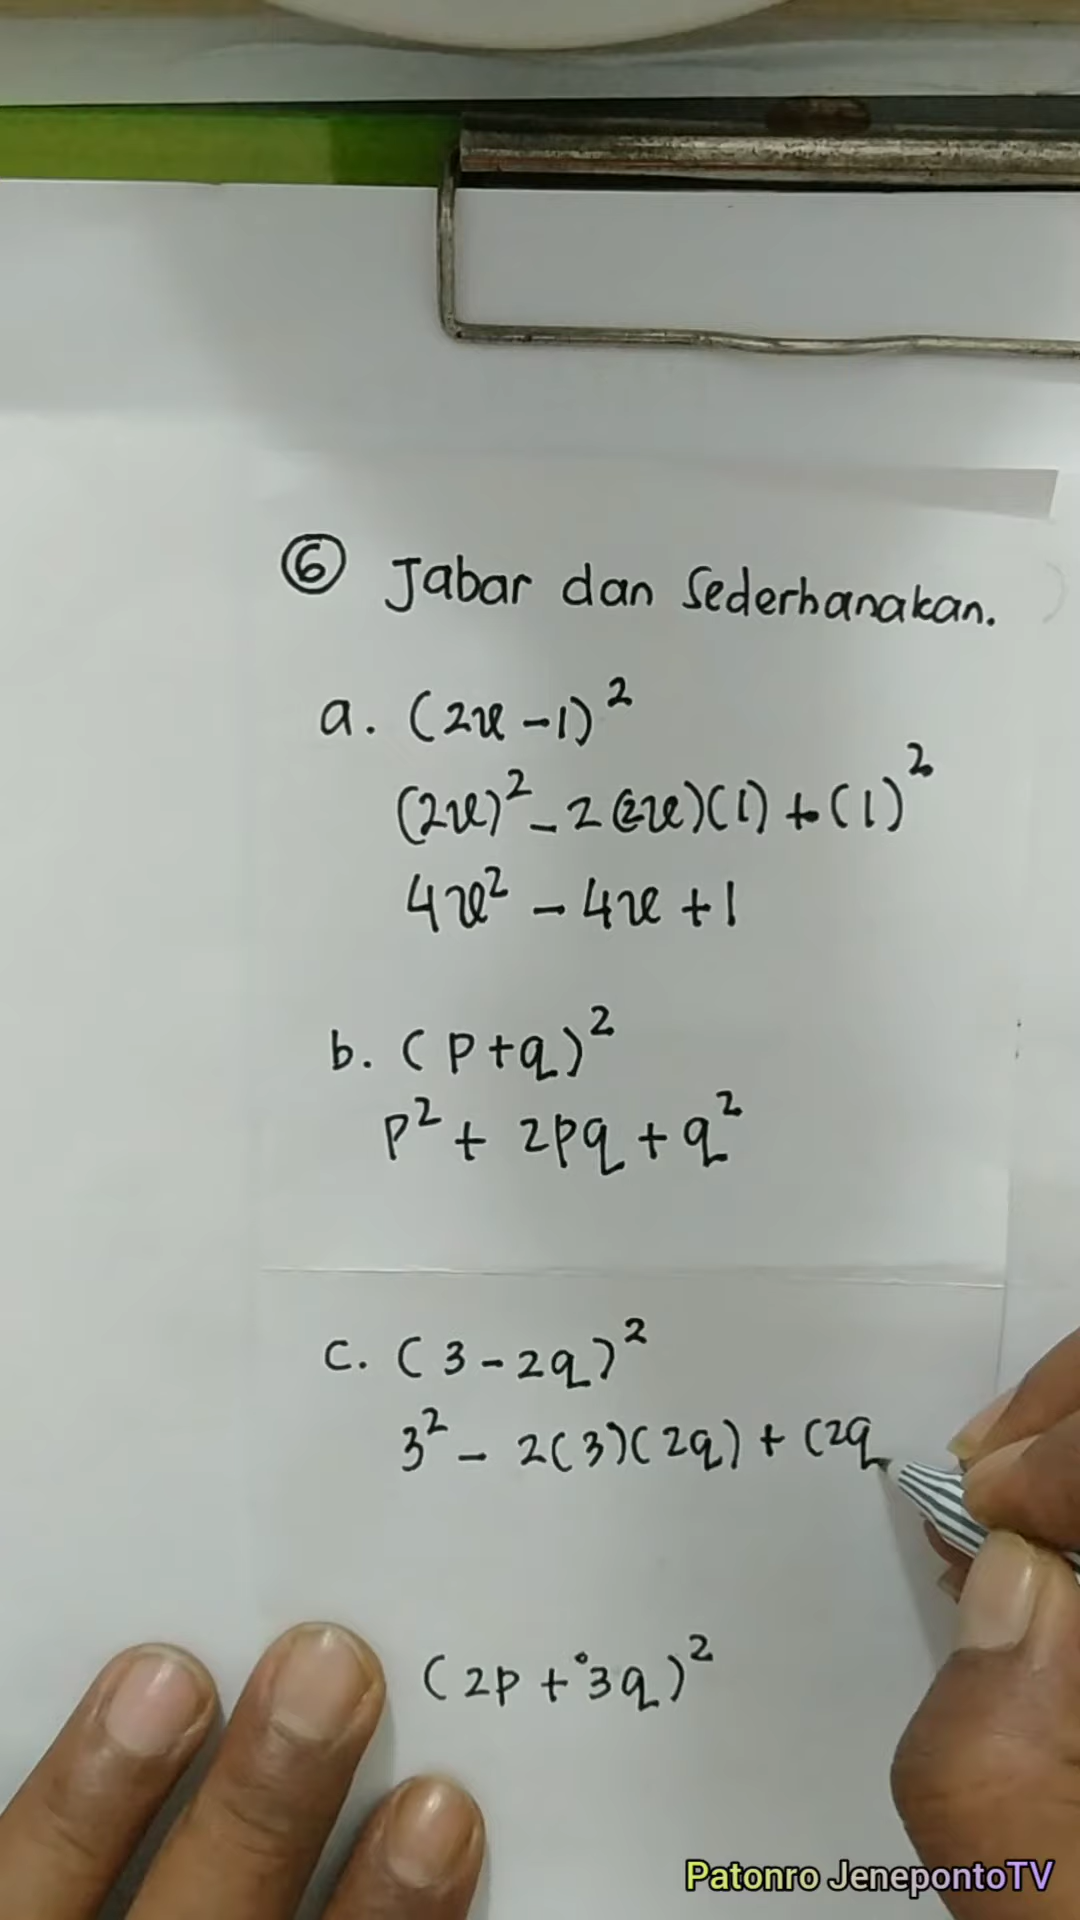 ⑥ Jabar dan Sederhanakan.
a. (2x - 1)²
(2x)² - 2(2x)(1) + (1)²
4x² - 4x + 1
b. (p+q)²
p² + 2pq + q²
c. (3 - 2q)²
3² - 2(3)(2q) + (2q
(2p + 3q)²
Patonro JenepontoTV